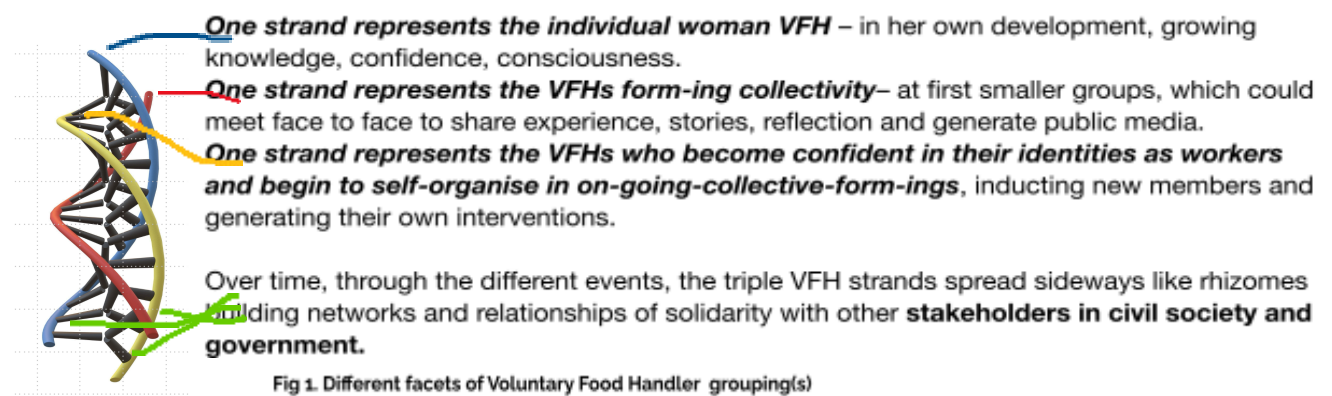 One strand represents the individual woman VFH – in her own development, growing
knowledge, confidence, consciousness.
One strand represents the VFHs form-ing collectivity– at first smaller groups, which could
meet face to face to share experience, stories, reflection and generate public media.
One strand represents the VFHs who become confident in their identities as workers
and begin to self-organise in on-going-collective-form-ings, inducting new members and
generating their own interventions.
Over time, through the different events, the triple VFH strands spread sideways like rhizomes
building networks and relationships of solidarity with other stakeholders in civil society and
government.
Fig 1. Different facets of Voluntary Food Handler grouping(s)